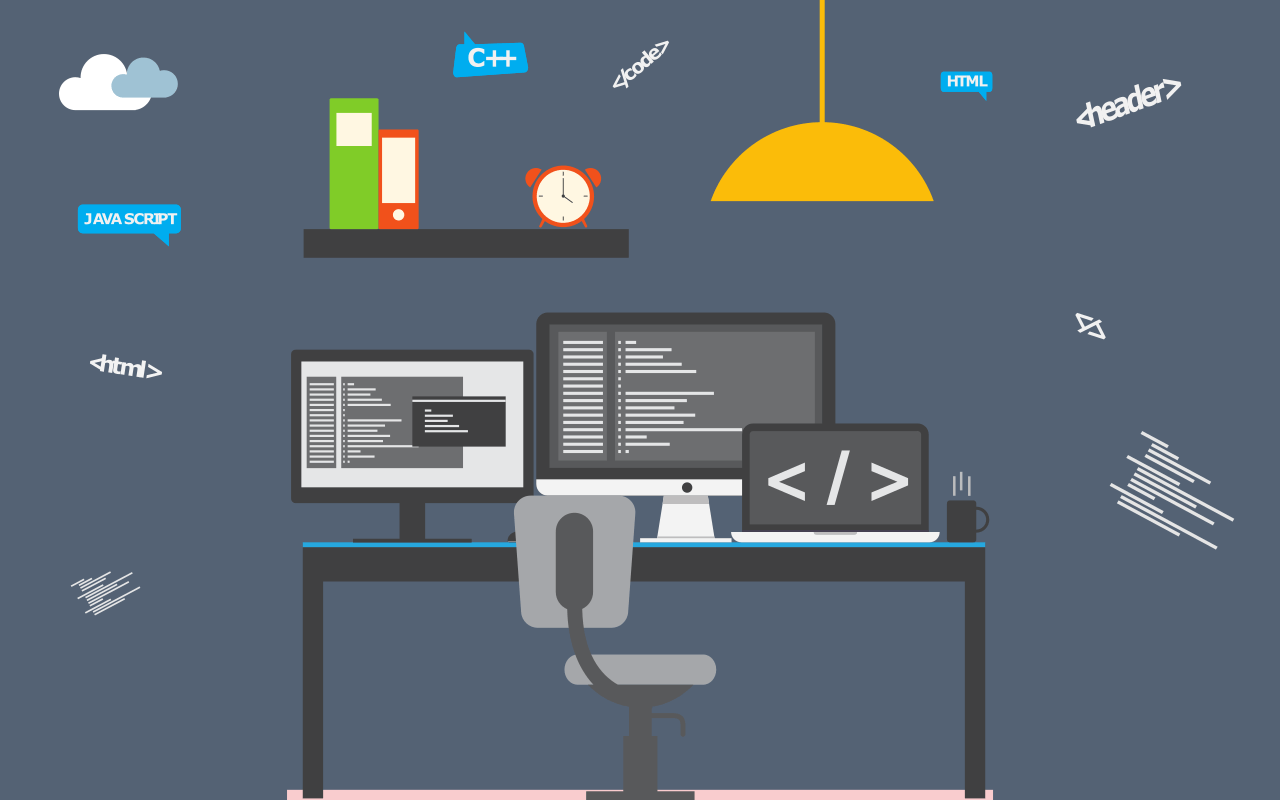 C++
</code>
HTML
<header>
JAVA SCRIPT
<html>
</>
</ >